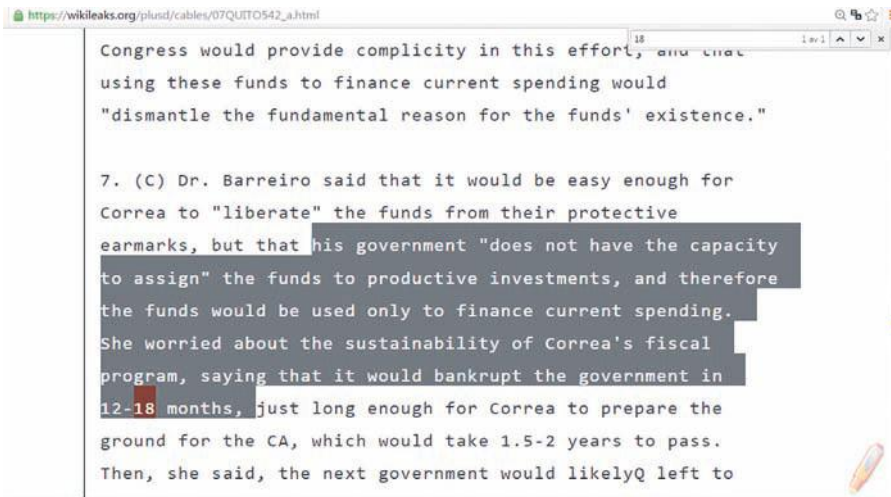 https://wikileaks.org/plusd/cables/07QUITO542_a.html
18
1 av 1
Congress would provide complicity in this effort, and that
using these funds to finance current spending would
"dismantle the fundamental reason for the funds' existence."
7. (C) Dr. Barreiro said that it would be easy enough for
Correa to "liberate" the funds from their protective
earmarks, but that his government "does not have the capacity
to assign" the funds to productive investments, and therefore
the funds would be used only to finance current spending.
She worried about the sustainability of Correa's fiscal
program, saying that it would bankrupt the government in
12-18 months, just long enough for Correa to prepare the
ground for the CA, which would take 1.5-2 years to pass.
Then, she said, the next government would likelyQ left to